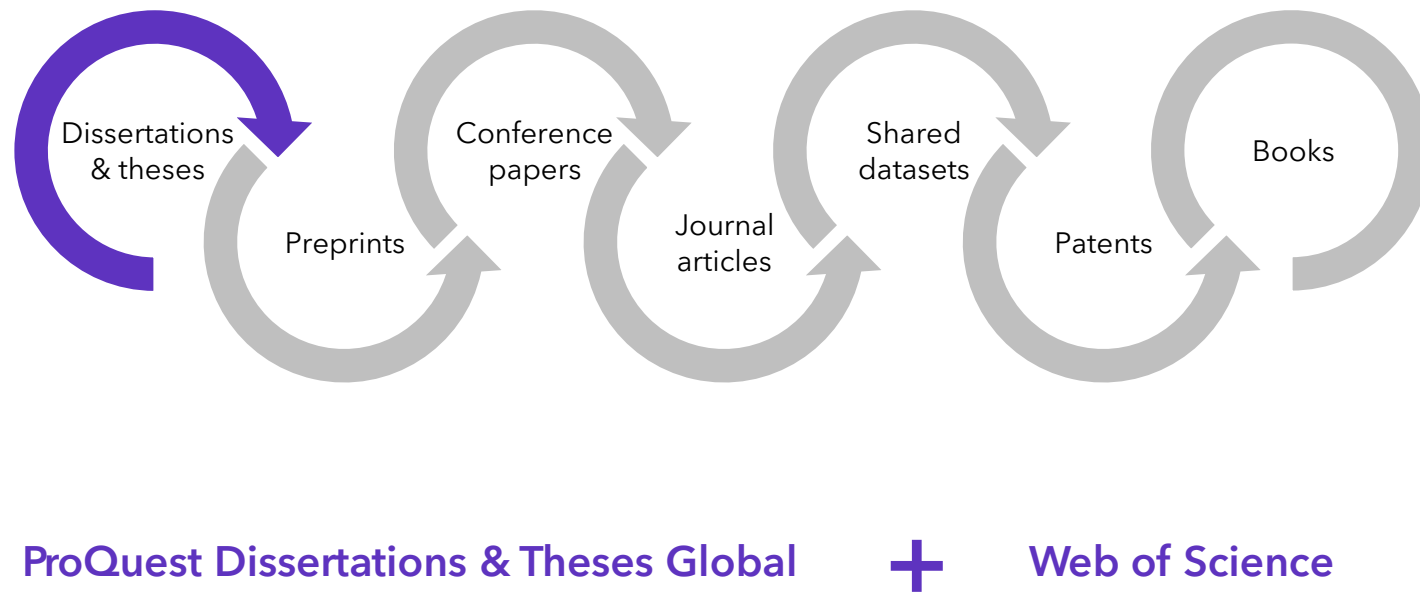 Dissertations
& theses
Preprints
Conference
papers
Journal
articles
Shared
datasets
Patents
Books
ProQuest Dissertations & Theses Global + Web of Science